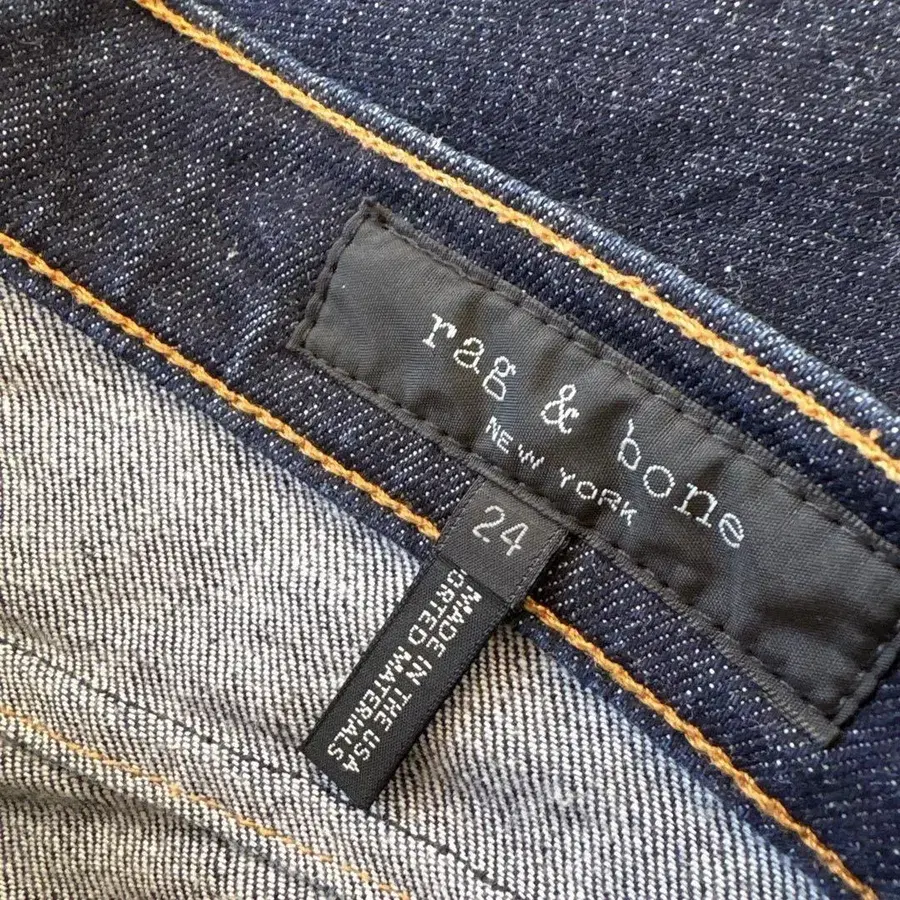 rag & bone
NEW YORK
24
MADE IN THE USA
ORTED MATERIALS